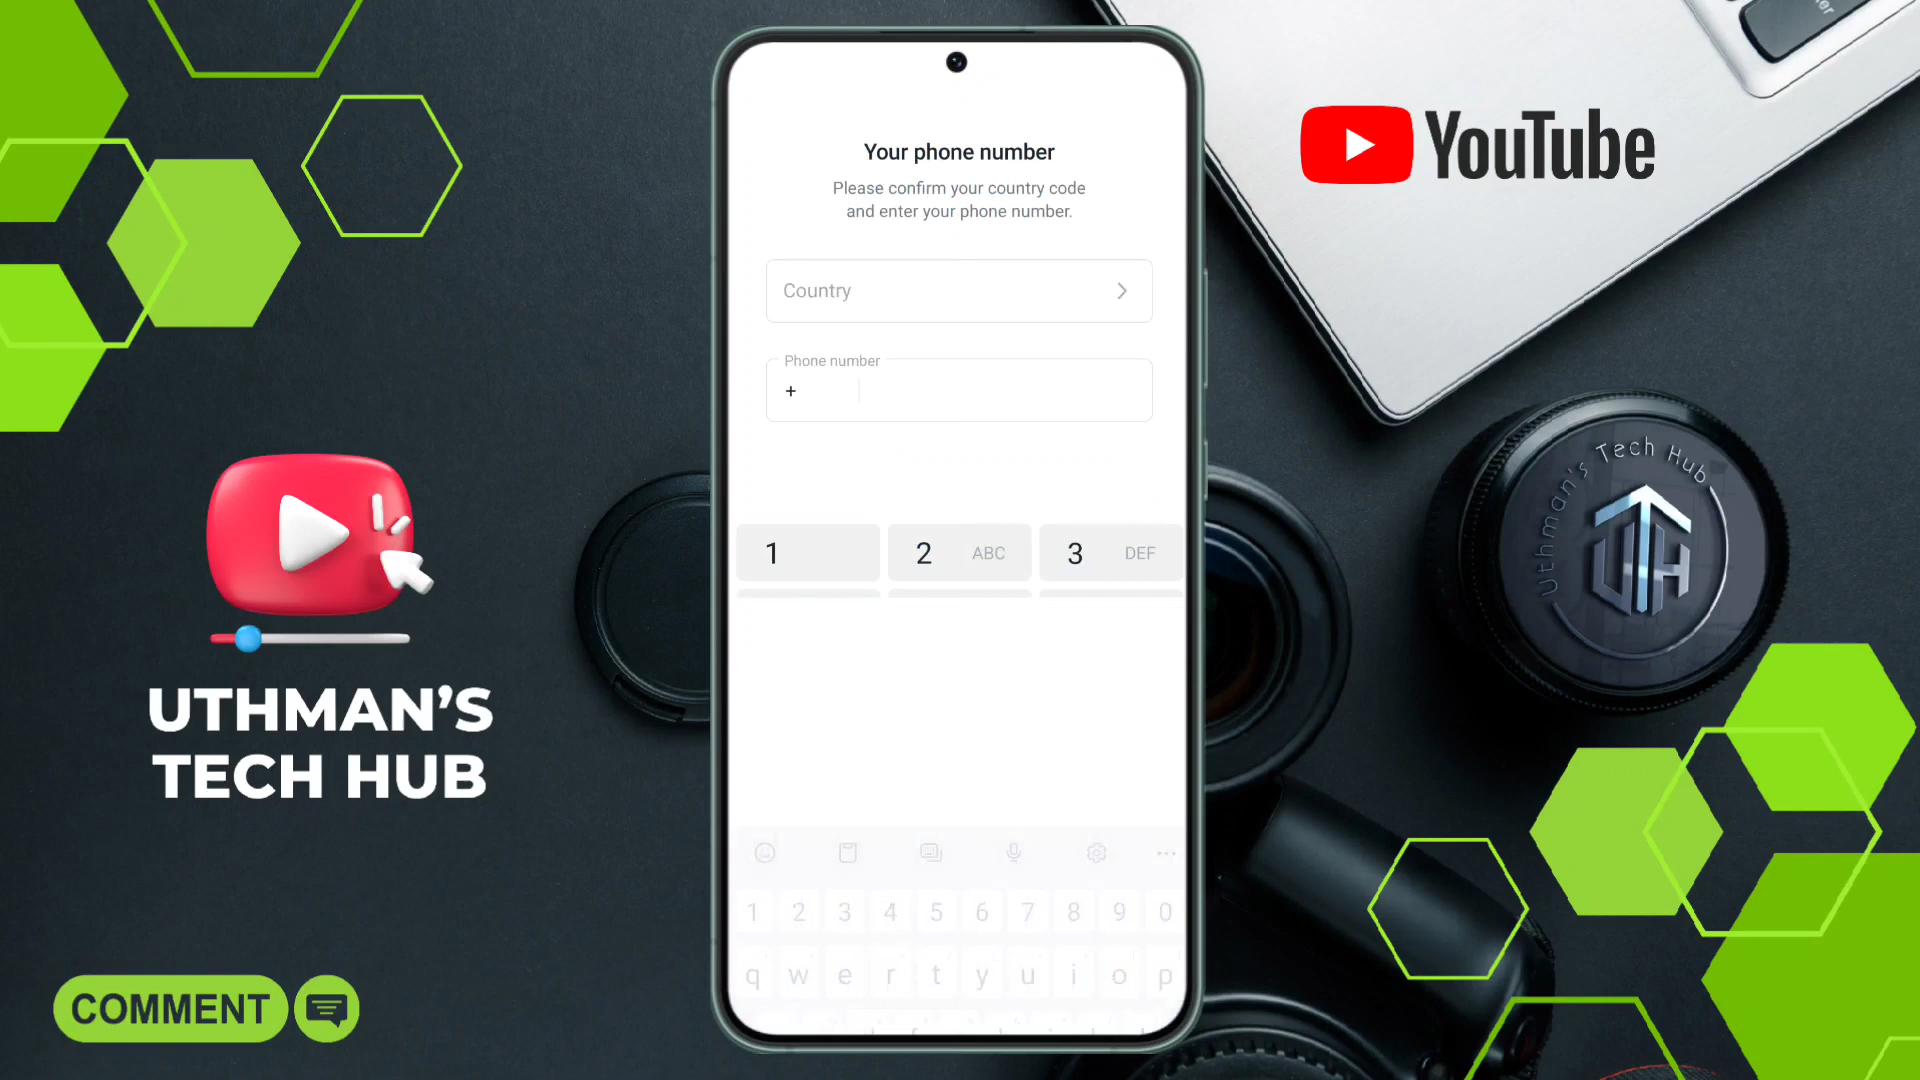 YouTube
Your phone number
Please confirm your country code
and enter your phone number.
Country
Phone number
+
1
2 ABC
3 DEF
Uthman's Tech Hub
UTH
UTHMAN'S
TECH HUB
1 2 3 4 5 6 7 8 9 0
q w e r t y u i o p
COMMENT